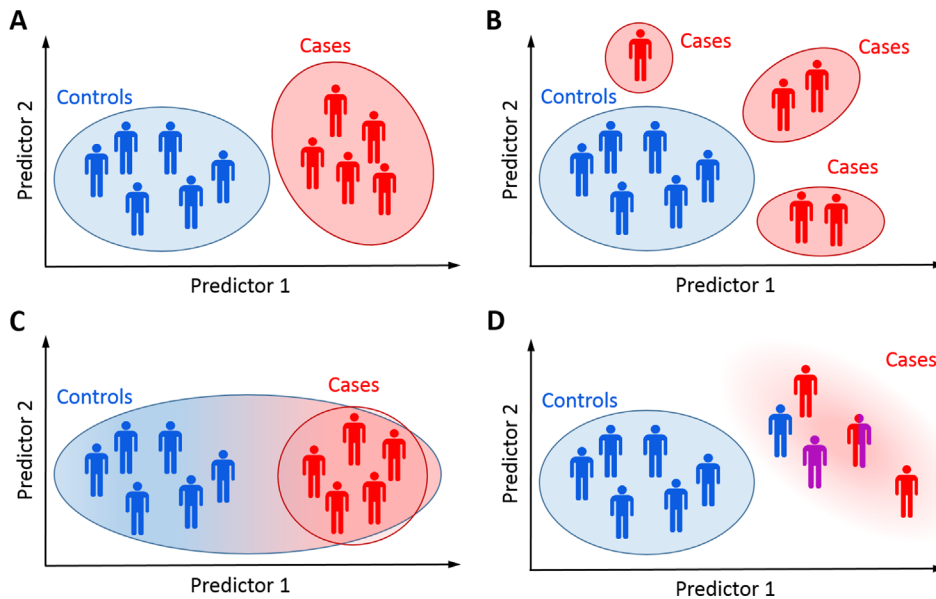 A
Controls
Cases
Predictor 2
Predictor 1
B
Controls
Cases
Cases
Cases
Predictor 2
Predictor 1
C
Controls
Cases
Predictor 2
Predictor 1
D
Controls
Cases
Predictor 2
Predictor 1